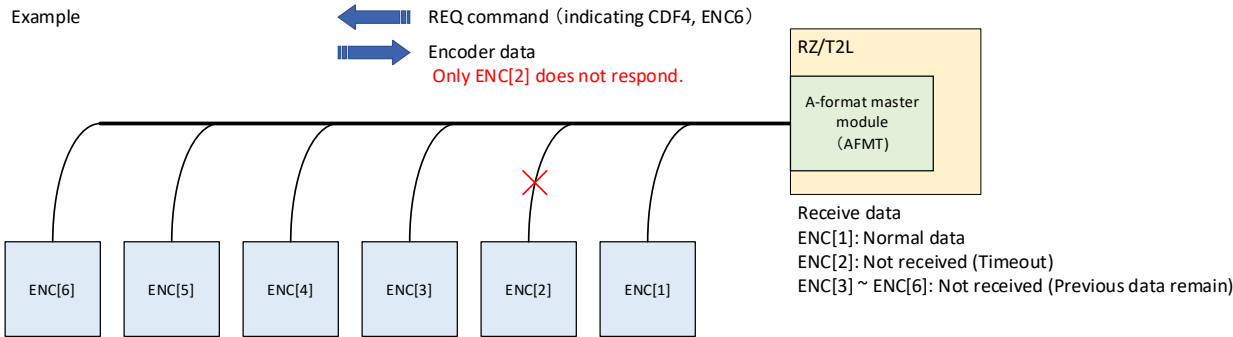 Example
REQ command（indicating CDF4, ENC6）
Encoder data
Only ENC[2] does not respond.
RZ/T2L
A-format master
module
（AFMT)
Receive data
ENC[1]: Normal data
ENC[2]: Not received (Timeout)
ENC[3] ~ ENC[6]: Not received (Previous data remain)
ENC[6]
ENC[5]
ENC[4]
ENC[3]
ENC[2]
ENC[1]